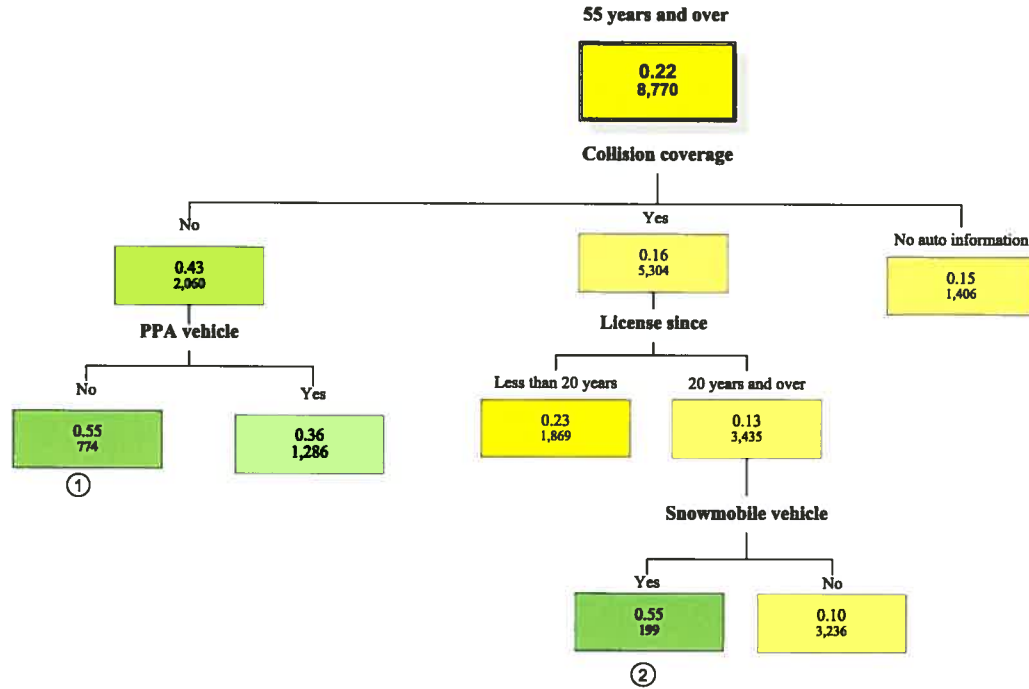 55 years and over
0.22
8,770
Collision coverage
No
Yes
No auto information
0.43
2,060
0.16
5,304
0.15
1,406
PPA vehicle
License since
No
Yes
Less than 20 years
20 years and over
0.55
774
0.36
1,286
0.23
1,869
0.13
3,435
1
Snowmobile vehicle
Yes
No
0.55
199
0.10
3,236
2